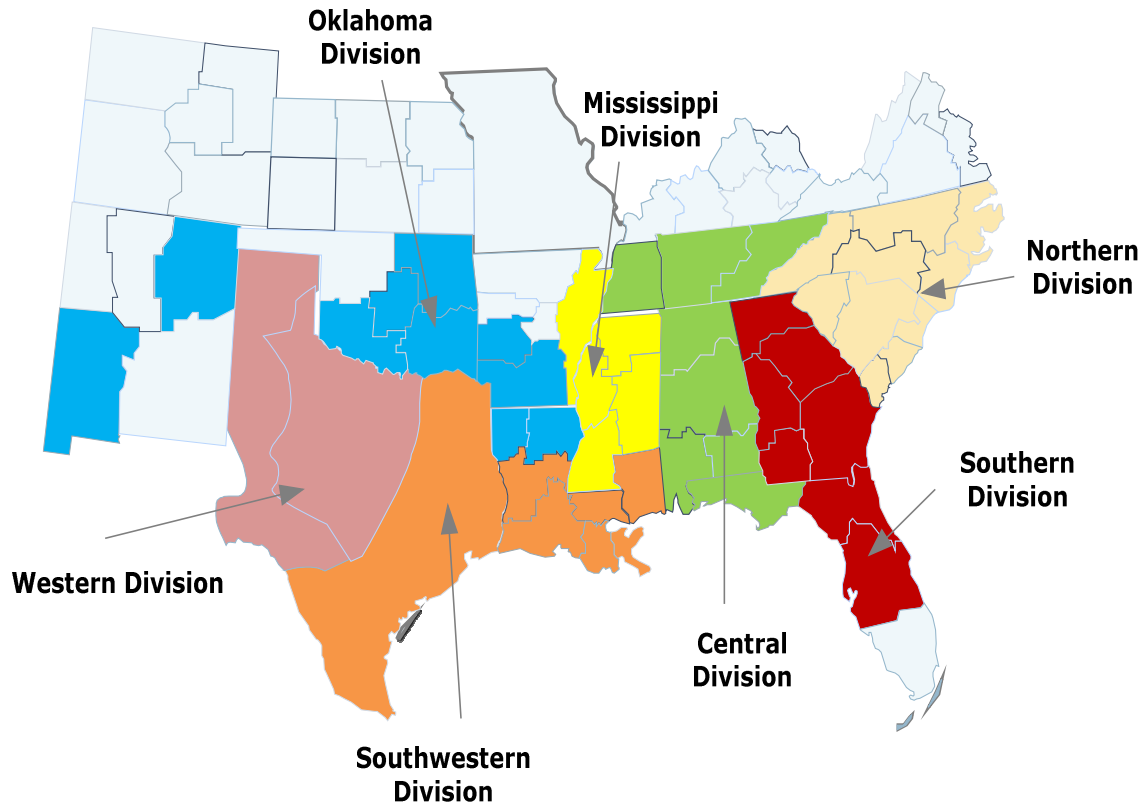 Oklahoma
Division
Mississippi
Division
Northern
Division
Southern
Division
Western Division
Central
Division
Southwestern
Division